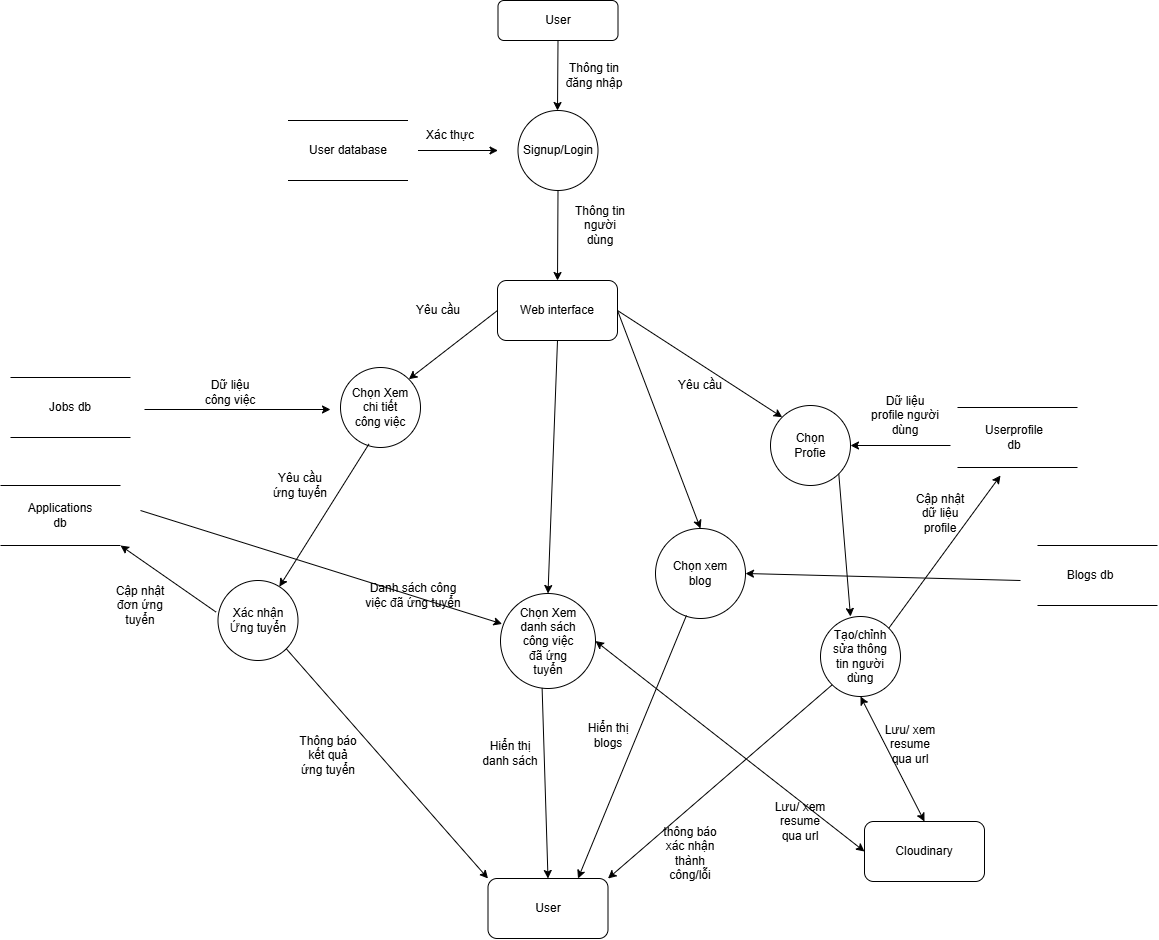 User
Thông tin
đăng nhập
User database
Xác thực
Signup/Login
Thông tin
người
dùng
Web interface
Yêu cầu
Jobs db
Dữ liệu
công việc
Chọn Xem
chi tiết
công việc
Yêu cầu
Chọn
Profie
Dữ liệu
profile người
dùng
Userprofile
db
Applications
db
Yêu cầu
ứng tuyển
Cập nhật
dữ liệu
profile
Chọn xem
blog
Blogs db
Cập nhật
đơn ứng
tuyển
Xác nhận
Ứng tuyển
Danh sách công
việc đã ứng tuyển
Chọn Xem
danh sách
công việc
đã ứng
tuyển
Tạo/chỉnh
sửa thông
tin người
dùng
Thông báo
kết quả
ứng tuyển
Hiển thị
danh sách
Hiển thị
blogs
Lưu/ xem
resume
qua url
Lưu/ xem
resume
qua url
thông báo
xác nhận
thành
công/lỗi
Cloudinary
User